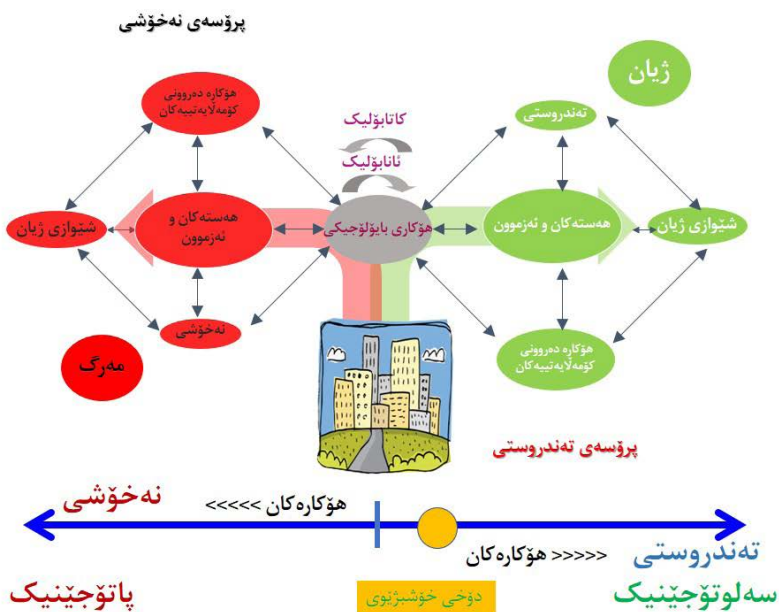 پرۆسەی نەخۆشی
ژیان
هۆکارە دەروونی
کۆمەڵایەتییەکان
کاتابۆلیک
تەندروستی
ئانابۆلیک
هەستەکان و ئەزموون
هۆکاری بایۆلۆجیکی
هەستەکان و
ئەزموون
شێوازی ژیان
شێوازی ژیان
نەخۆشی
هۆکارە دەروونی
کۆمەڵایەتییەکان
مەرگ
پرۆسەی تەندروستی
نەخۆشی
هۆکارەکان >>>>>
هۆکارەکان <<<<<
تەندروستی
سەلوتۆجێنیک
دۆخی خۆشبژێوی
پاتۆجێنیک